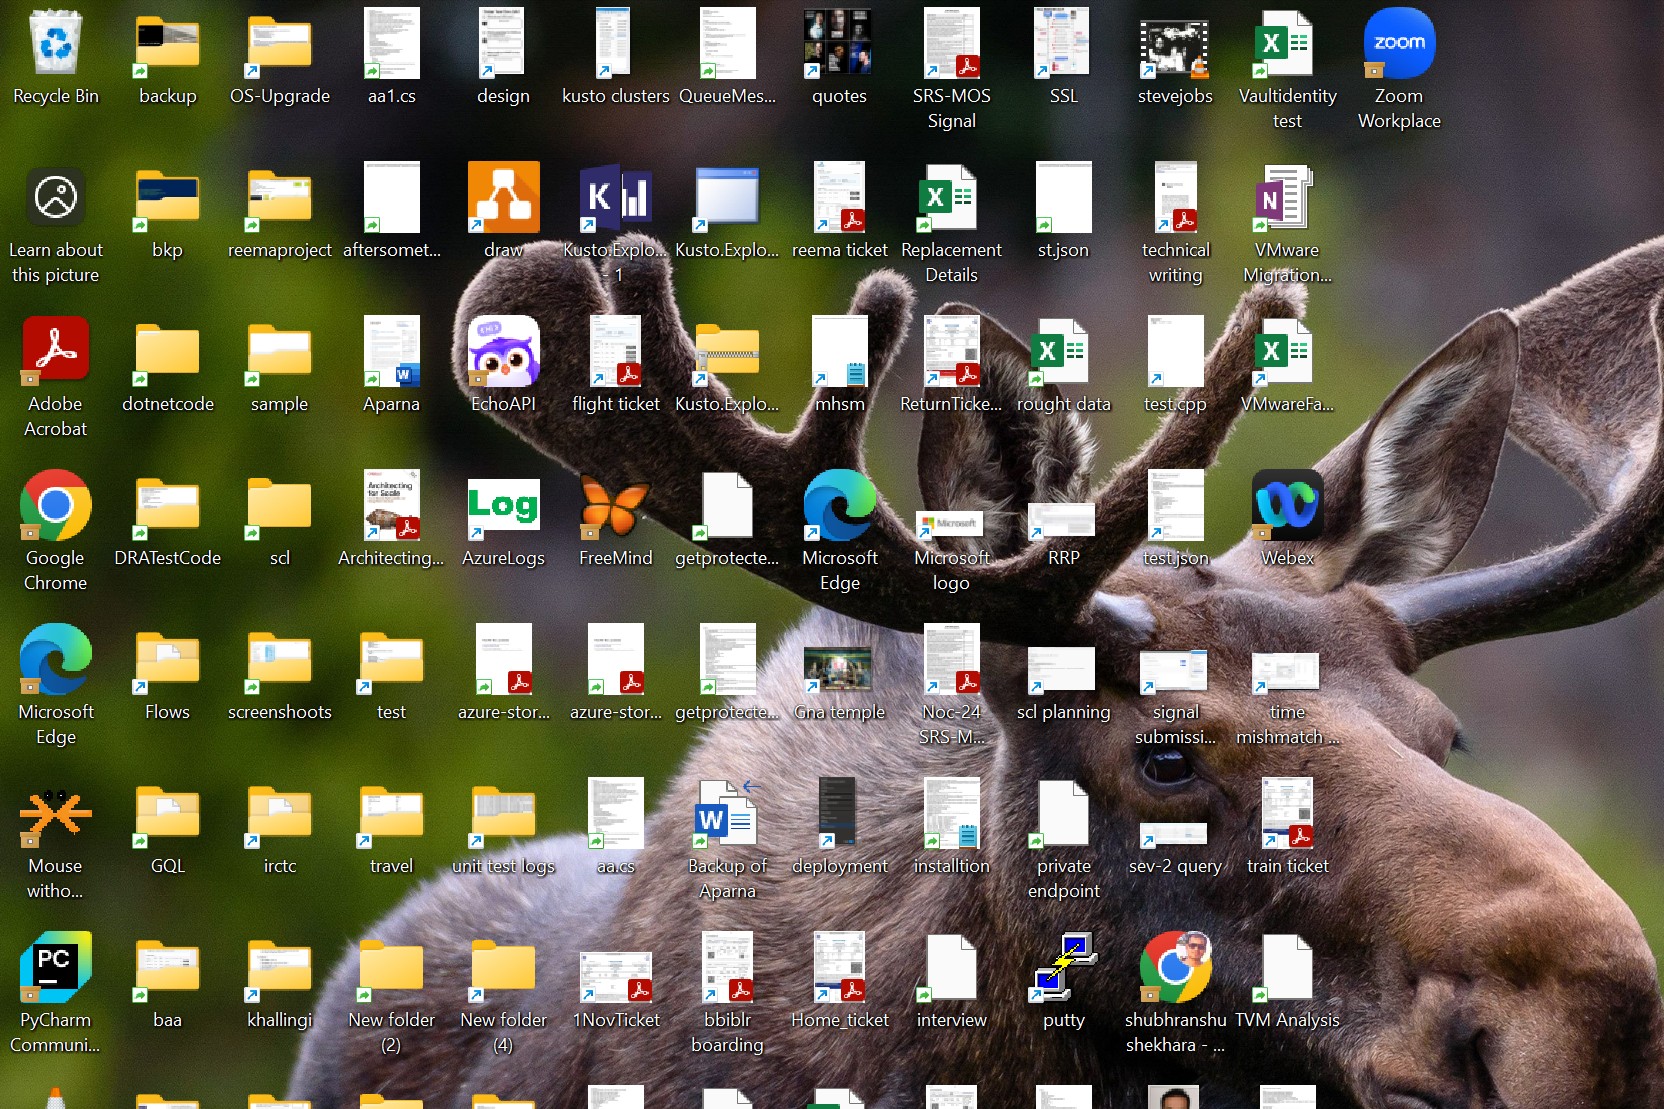 Recycle Bin
backup
OS-Upgrade
aa1.cs
design
kusto clusters
QueueMes...
quotes
SRS-MOS
Signal
SSL
stevejobs
Vaultidentity
test
zoom
Zoom
Workplace
Learn about
this picture
bkp
reemaproject
aftersomet...
draw
Kusto.Explo...
- 1
Kusto.Explo...
reema ticket
Replacement
Details
st.json
technical
writing
VMware
Migration...
Adobe
Acrobat
dotnetcode
sample
Aparna
EchoAPI
flight ticket
Kusto.Explo...
mhsm
ReturnTicke...
rought data
test.cpp
VMwareFa...
Google
Chrome
DRATestCode
scl
Architecting
for Scale
Architecting...
Log
AzureLogs
FreeMind
getprotecte...
Microsoft
Edge
Microsoft
Microsoft
logo
RRP
test.json
Webex
Microsoft
Edge
Flows
screenshoots
test
azure-stor...
azure-stor...
getprotecte...
Gna temple
Noc-24
SRS-M...
scl planning
signal
submissi...
time
mishmatch ...
Mouse
witho...
GQL
irctc
travel
unit test logs
aa.cs
Backup of
Aparna
deployment
installtion
private
endpoint
sev-2 query
train ticket
PC
PyCharm
Communi...
baa
khallingi
New folder
(2)
New folder
(4)
1NovTicket
bbiblr
boarding
Home_ticket
interview
putty
shubhranshu
shekhara - ...
TVM Analysis